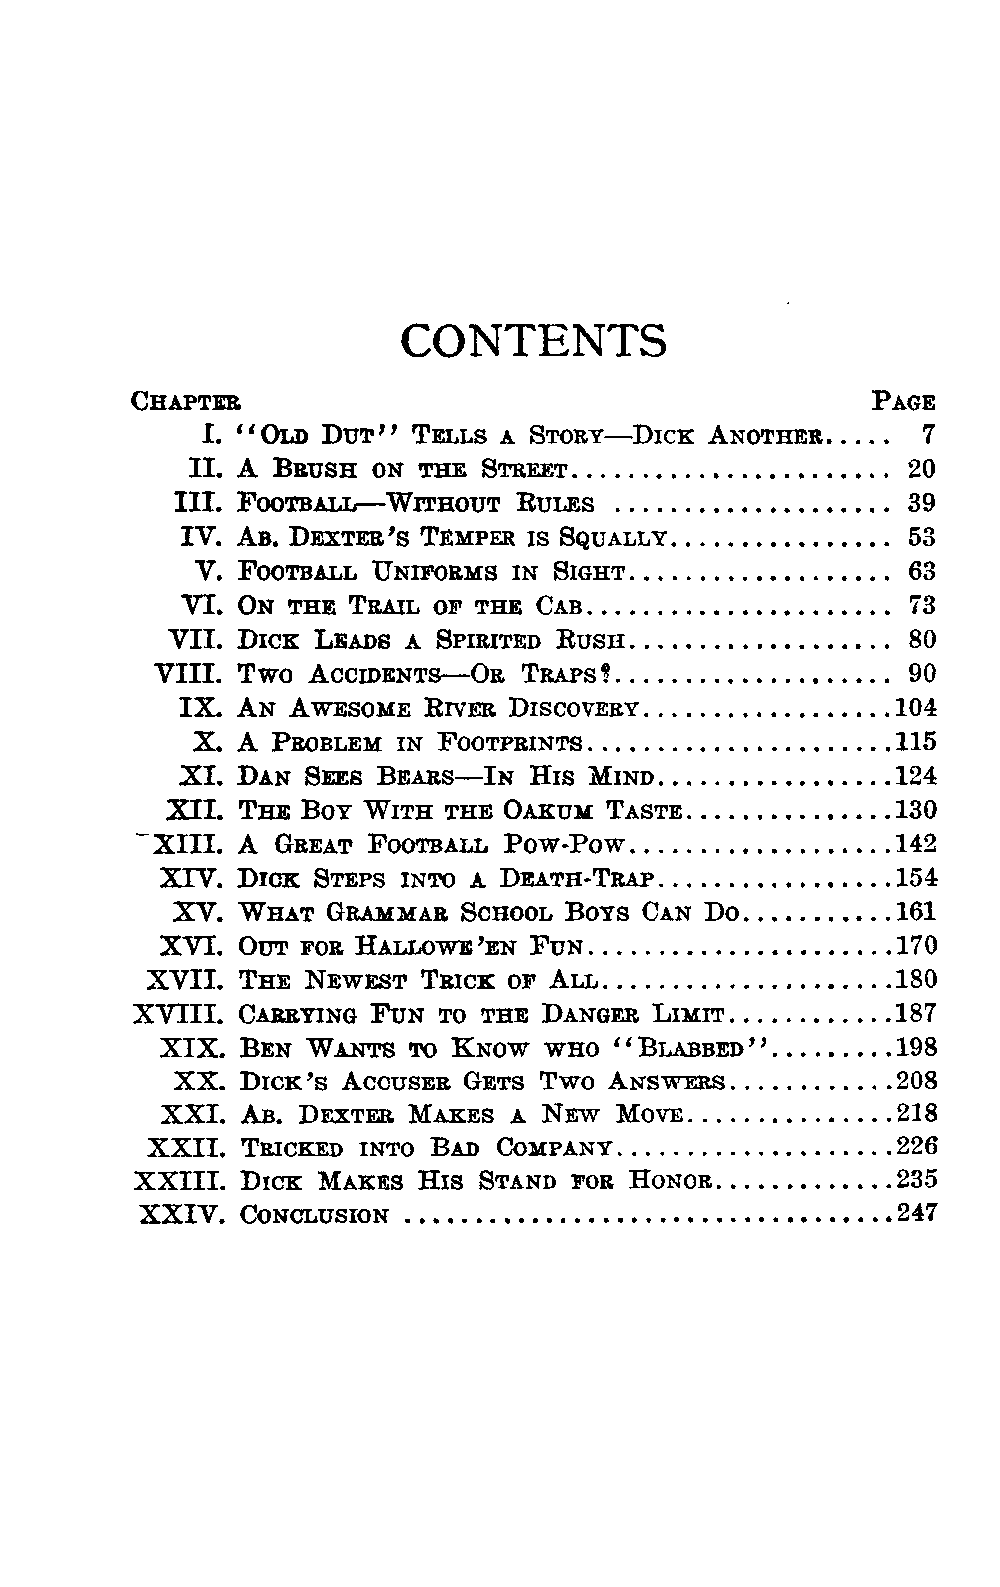 CONTENTS
CHAPTER PAGE
I. "OLD DUT" TELLS A STORY—DICK ANOTHER..... 7
II. A BRUSH ON THE STREET....................... 20
III. FOOTBALL—WITHOUT RULES .................... 39
IV. AB. DEXTER'S TEMPER IS SQUALLY................ 53
V. FOOTBALL UNIFORMS IN SIGHT................... 63
VI. ON THE TRAIL OF THE CAB...................... 73
VII. DICK LEADS A SPIRITED RUSH................... 80
VIII. TWO ACCIDENTS—OR TRAPS?.................... 90
IX. AN AWESOME RIVER DISCOVERY..................104
X. A PROBLEM IN FOOTPRINTS......................115
XI. DAN SEES BEARS—IN HIS MIND.................124
XII. THE BOY WITH THE OAKUM TASTE...............130
XIII. A GREAT FOOTBALL POW-POW...................142
XIV. DICK STEPS INTO A DEATH-TRAP.................154
XV. WHAT GRAMMAR SCHOOL BOYS CAN DO...........161
XVI. OUT FOR HALLOWE'EN FUN......................170
XVII. THE NEWEST TRICK OF ALL.....................180
XVIII. CARRYING FUN TO THE DANGER LIMIT............187
XIX. BEN WANTS TO KNOW WHO "BLABBED".........198
XX. DICK'S ACCUSER GETS TWO ANSWERS............208
XXI. AB. DEXTER MAKES A NEW MOVE...............218
XXII. TRICKED INTO BAD COMPANY....................226
XXIII. DICK MAKES HIS STAND FOR HONOR.............235
XXIV. CONCLUSION ...................................247